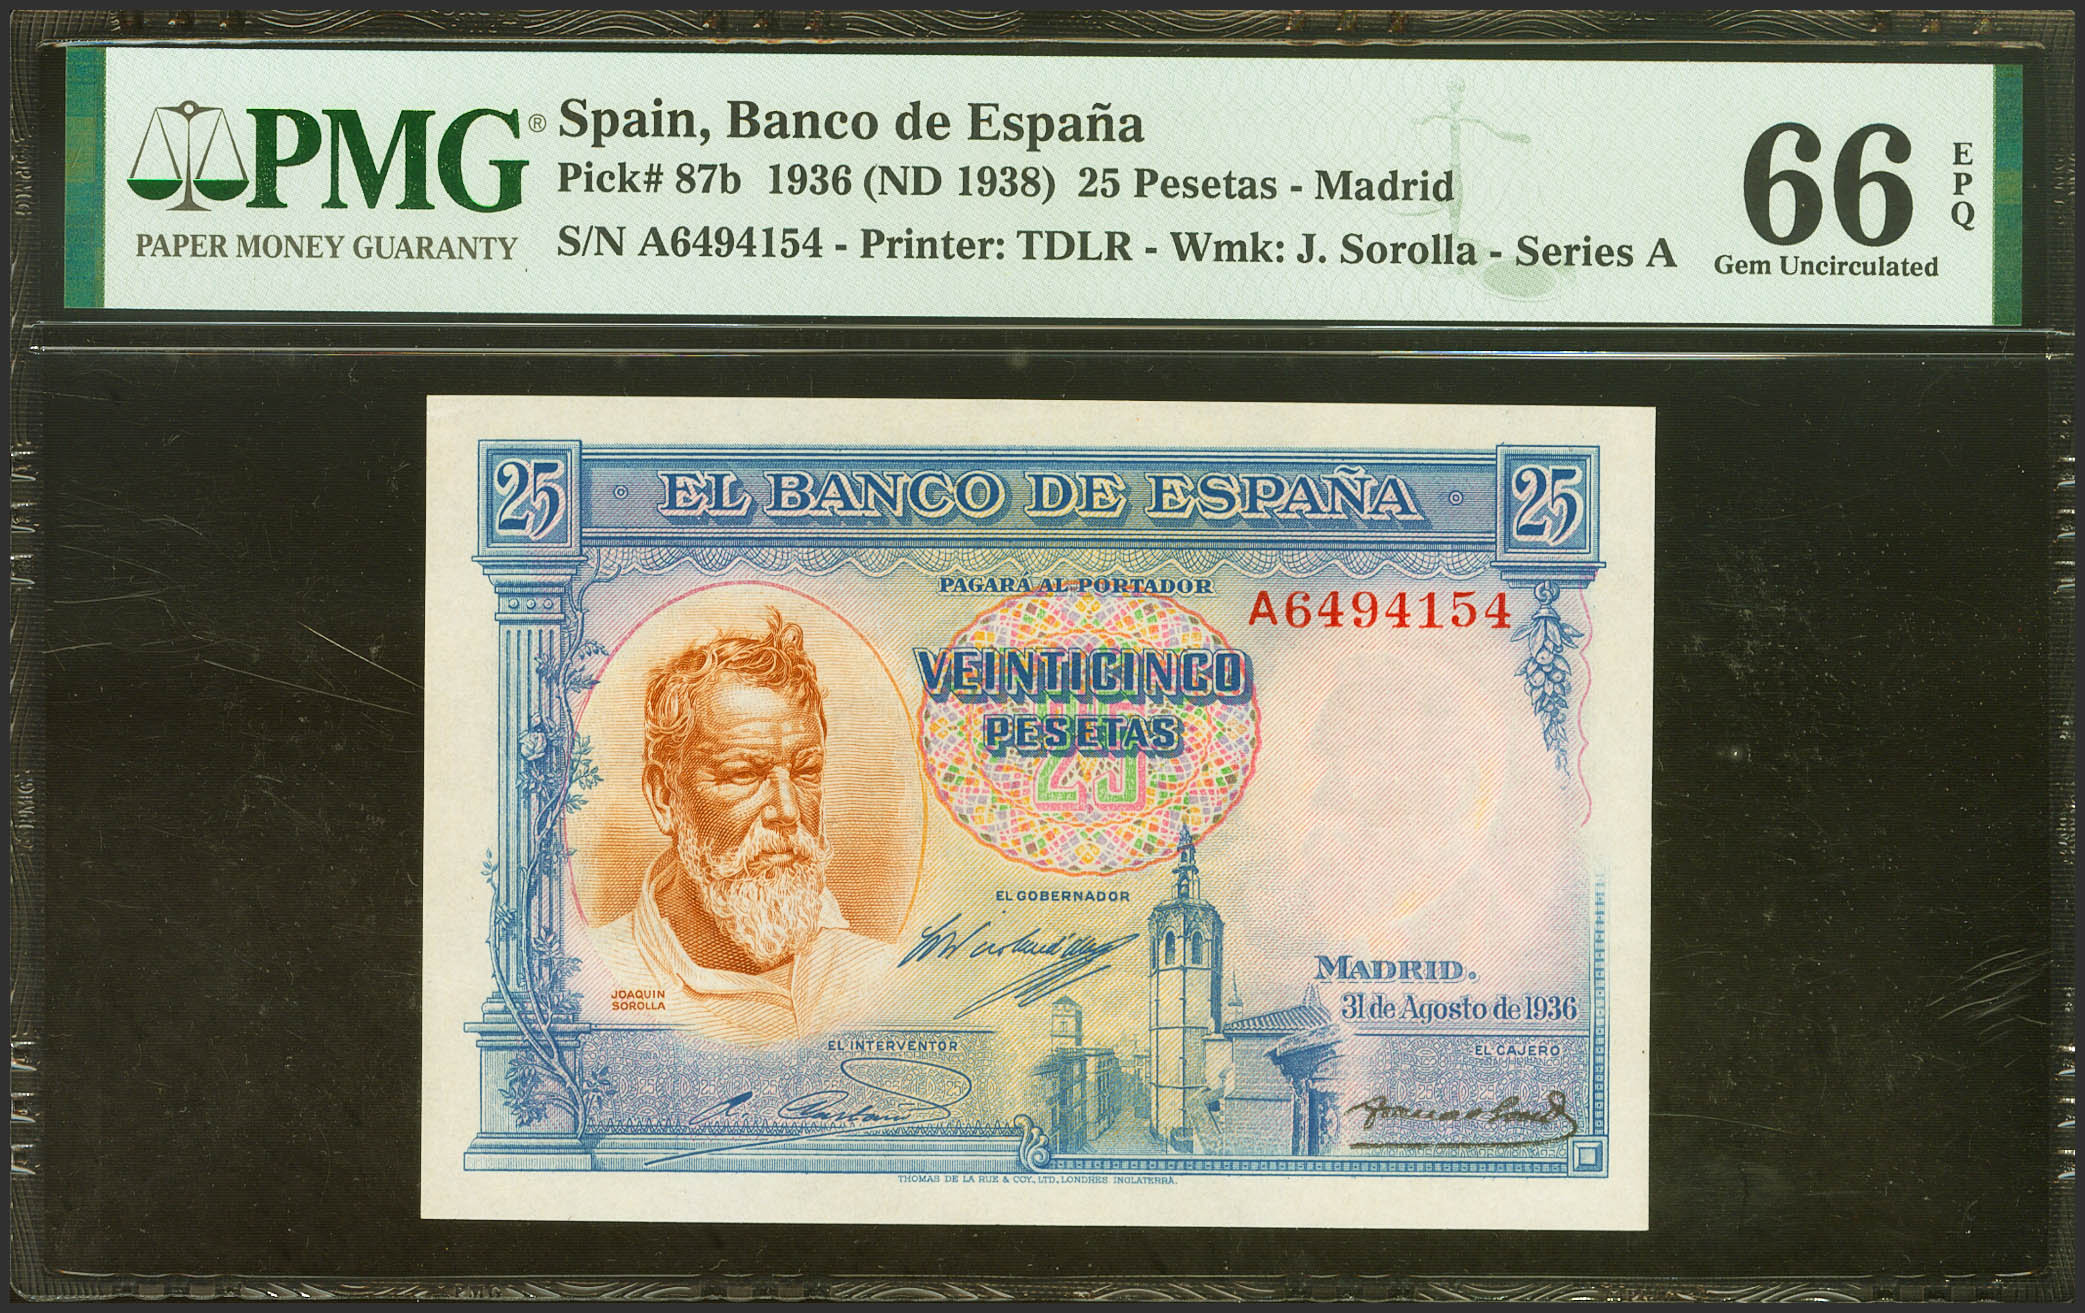 PMG®
PAPER MONEY GUARANTY
Spain, Banco de España
Pick# 87b 1936 (ND 1938) 25 Pesetas - Madrid
S/N A6494154 - Printer: TDLR - Wmk: J. Sorolla - Series A
66
EPQ
Gem Uncirculated
25
EL BANCO DE ESPAÑA
25
PAGARÁ AL PORTADOR
A6494154
VEINTICINCO
PESETAS
25
EL GOBERNADOR
MADRID.
31 de Agosto de 1936
JOAQUIN
SOROLLA
EL INTERVENTOR
EL CAJERO
THOMAS DE LA RUE & COY., LTD, LONDRES. INGLATERRA.
PMG